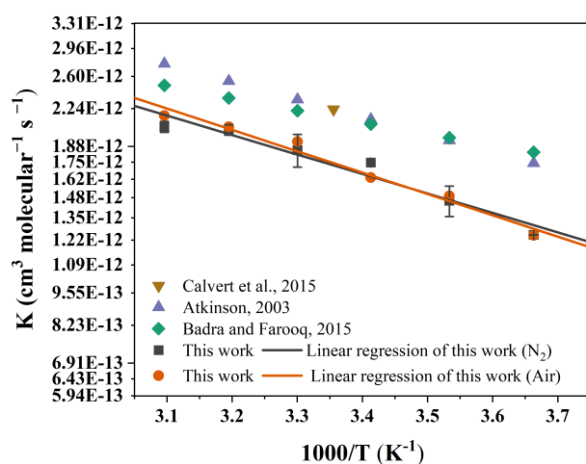 K (cm³ molecular⁻¹ s⁻¹)
3.31E-12
2.96E-12
2.60E-12
2.24E-12
1.88E-12
1.75E-12
1.62E-12
1.48E-12
1.35E-12
1.22E-12
1.09E-12
9.55E-13
8.23E-13
6.91E-13
6.43E-13
5.94E-13
Calvert et al., 2015
Atkinson, 2003
Badra and Farooq, 2015
This work Linear regression of this work (N₂)
This work Linear regression of this work (Air)
3.1 3.2 3.3 3.4 3.5 3.6 3.7
1000/T (K⁻¹)